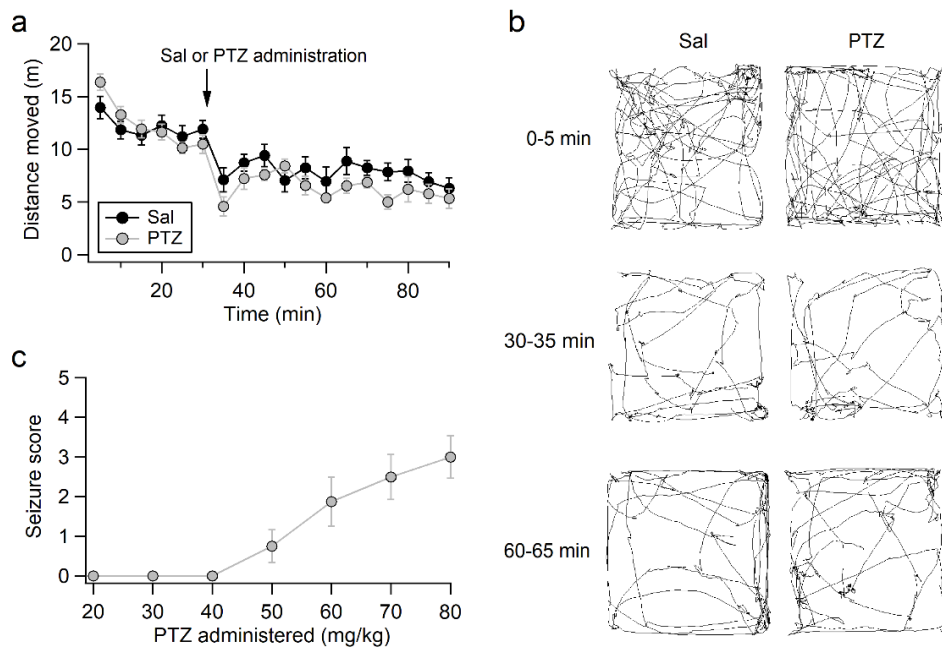 a
20
15
10
5
0
Distance moved (m)
Sal or PTZ administration
Sal
PTZ
20
40
60
80
Time (min)
b
Sal
PTZ
0-5 min
30-35 min
60-65 min
c
5
4
3
2
1
0
Seizure score
20
30
40
50
60
70
80
PTZ administered (mg/kg)